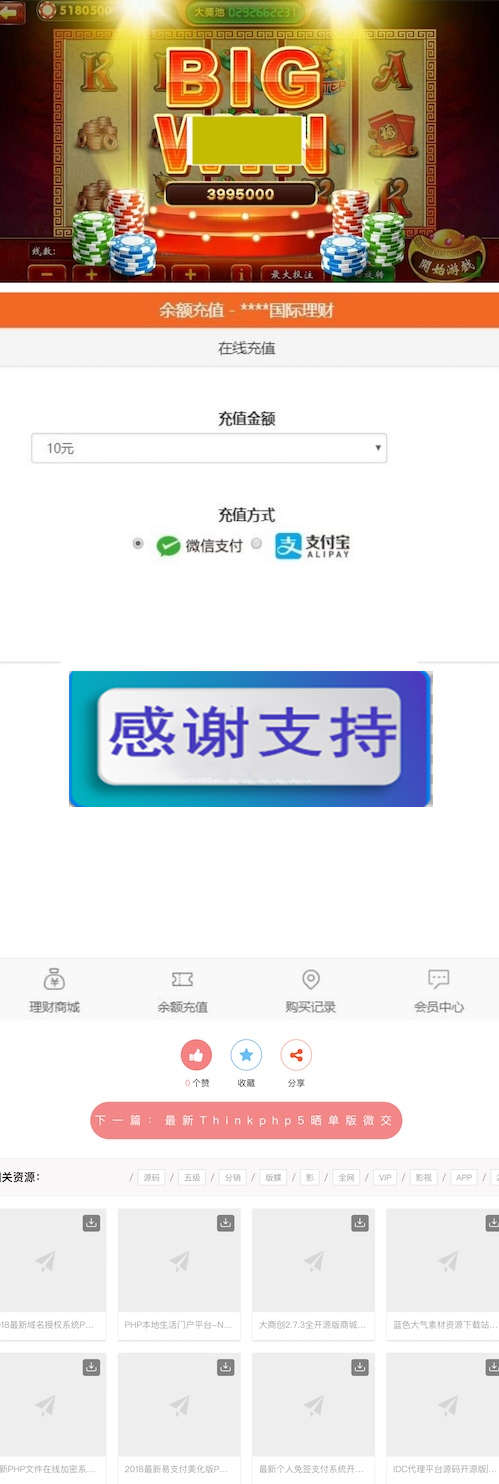 5180500
大獎池 0292662231
BIG
WIN
3995000
线数:
最大投注
旋转
開始游戲
余额充值 - ****国际理财
在线充值
充值金额
10元
充值方式
微信支付 支付宝
ALIPAY
感谢支持
理财商城 余额充值 购买记录 会员中心
0 个赞 收藏 分享
下一篇: 最新Thinkphp5晒单版微交
关资源:
/ 源码 / 五级 / 分销 / 版蝶 / 影 / 全网 / VIP / 影视 / APP / 2
18最新域名授权系统P... PHP本地生活门户平台~N... 大商创2.7.3全开源版商城... 蓝色大气素材资源下载站...
新PHP文件在线加密系... 2018最新易支付美化版P... 最新个人免签支付系统开... IDC代理平台源码开源版|...